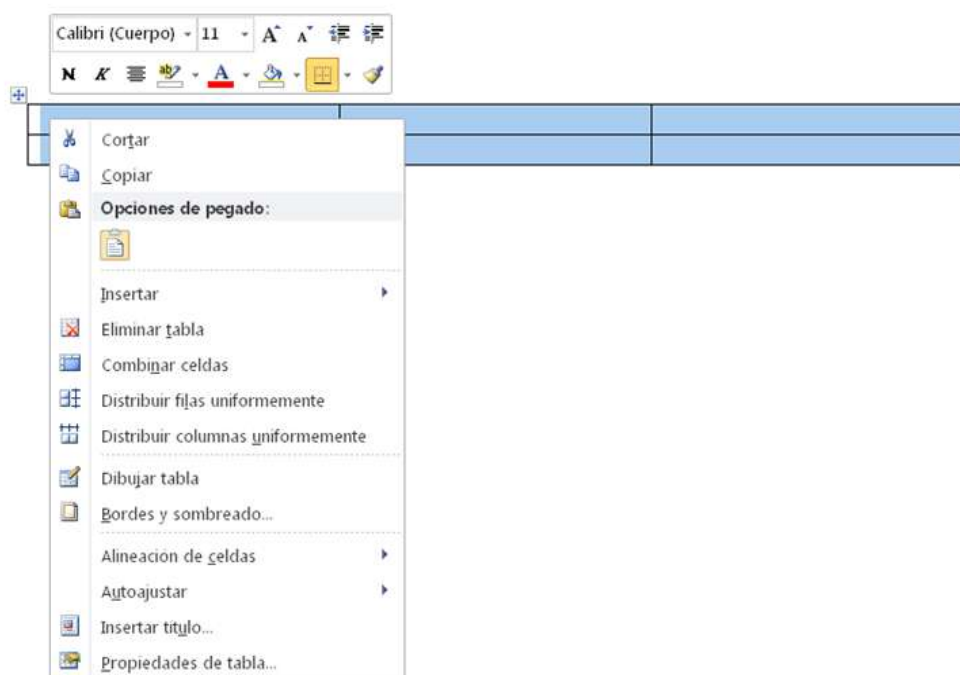 Calibri (Cuerpo) 11 A A
N K ab A
Cortar
Copiar
Opciones de pegado:
Insertar
Eliminar tabla
Combinar celdas
Distribuir filas uniformemente
Distribuir columnas uniformemente
Dibujar tabla
Bordes y sombreado...
Alineación de celdas
Autoajustar
Insertar título...
Propiedades de tabla...